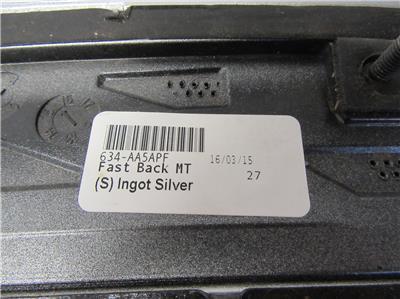 634-AA5APF 16/03/15
Fast Back MT 27
(S) Ingot Silver